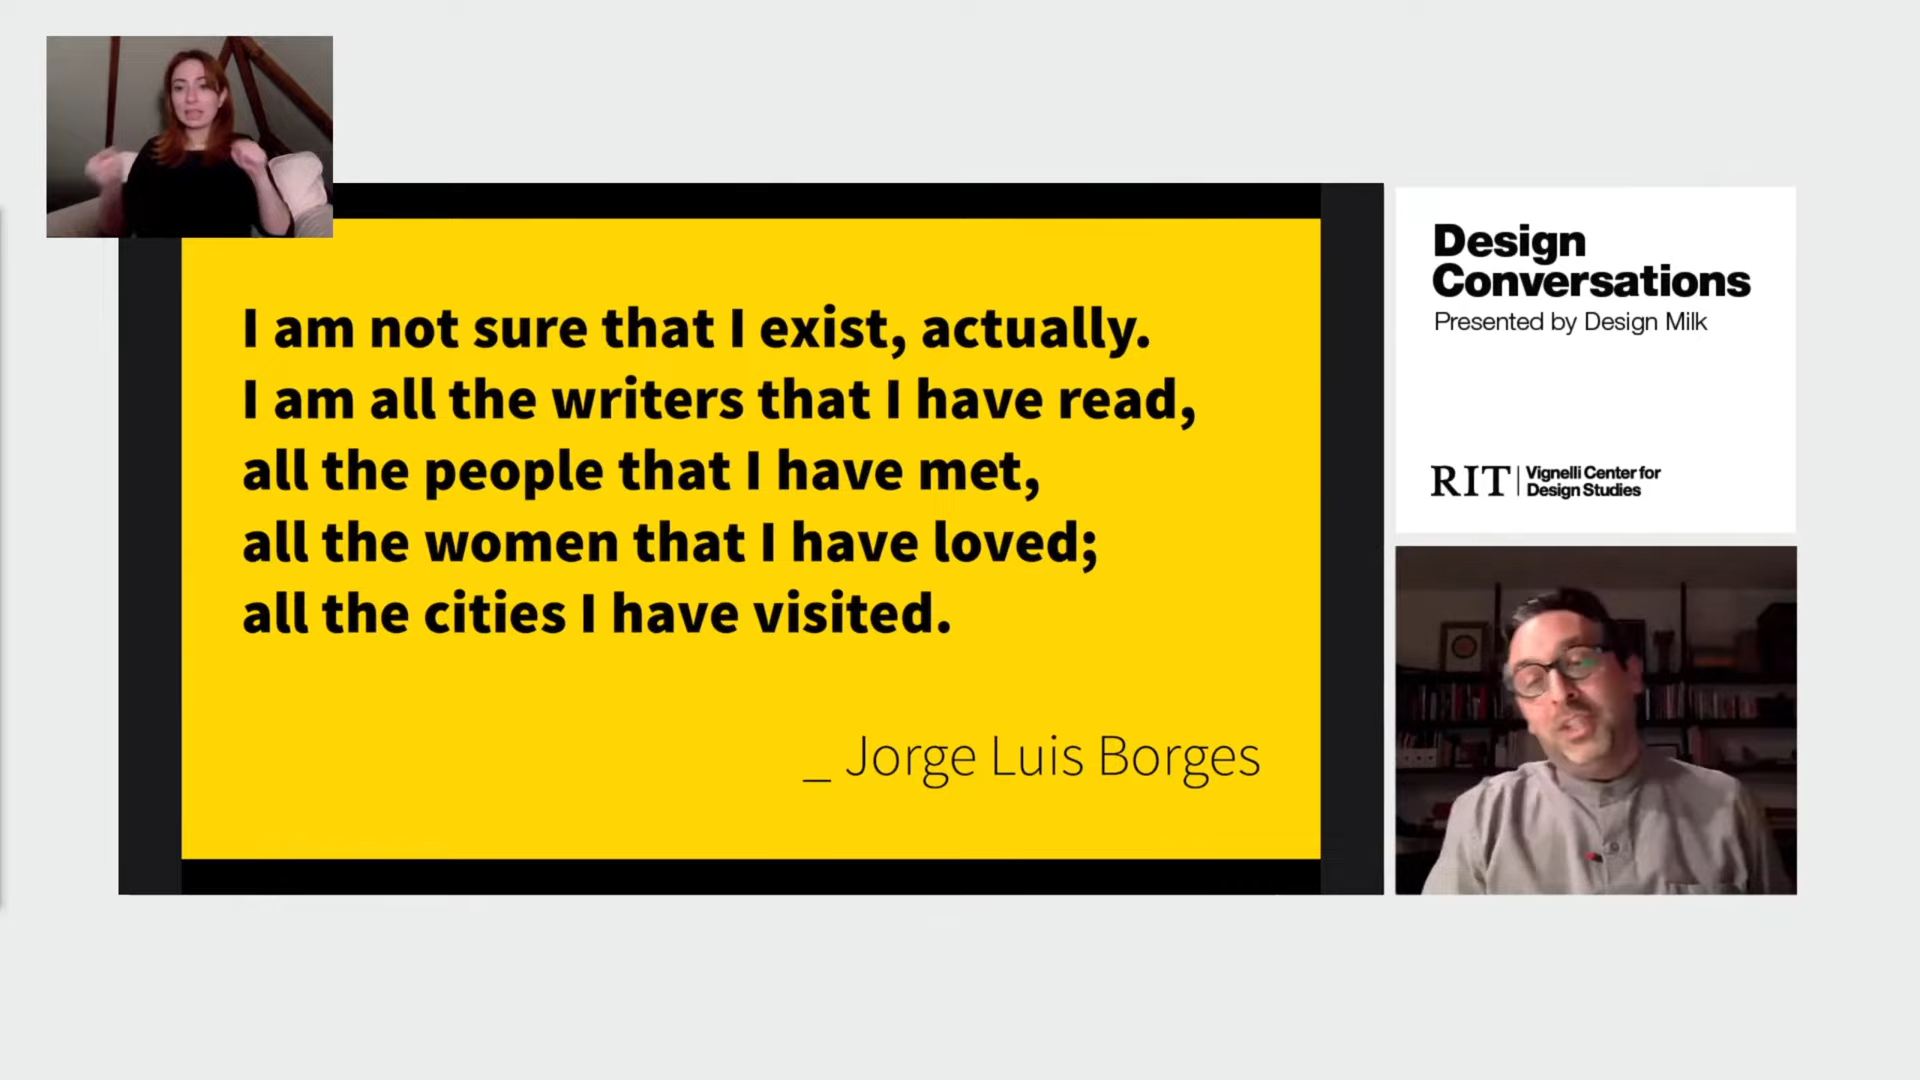 I am not sure that I exist, actually.
I am all the writers that I have read,
all the people that I have met,
all the women that I have loved;
all the cities I have visited.
_ Jorge Luis Borges
Design
Conversations
Presented by Design Milk
RIT | Vignelli Center for
Design Studies